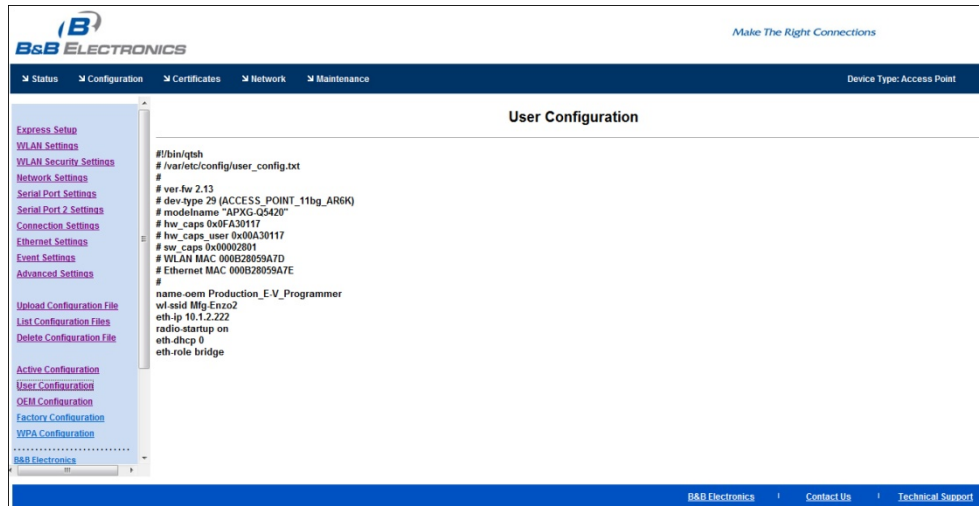 B&B ELECTRONICS
Make The Right Connections
Status Configuration Certificates Network Maintenance Device Type: Access Point
Express Setup
WLAN Settings
WLAN Security Settings
Network Settings
Serial Port Settings
Serial Port 2 Settings
Connection Settings
Ethernet Settings
Event Settings
Advanced Settings
Upload Configuration File
List Configuration Files
Delete Configuration File
Active Configuration
User Configuration
OEM Configuration
Factory Configuration
WPA Configuration
B&B Electronics
User Configuration
#!/bin/qtsh
# /var/etc/config/user_config.txt
#
# ver-fw 2.13
# dev-type 29 (ACCESS_POINT_11bg_AR6K)
# modelname "APXG-Q5420"
# hw_caps 0x0FA30117
# hw_caps_user 0x00A30117
# sw_caps 0x00002801
# WLAN MAC 000B28059A7D
# Ethernet MAC 000B28059A7E
#
name-oem Production_E-V_Programmer
wl-ssid Mfg-Enzo2
eth-ip 10.1.2.222
radio-startup on
eth-dhcp 0
eth-role bridge
B&B Electronics | Contact Us | Technical Support